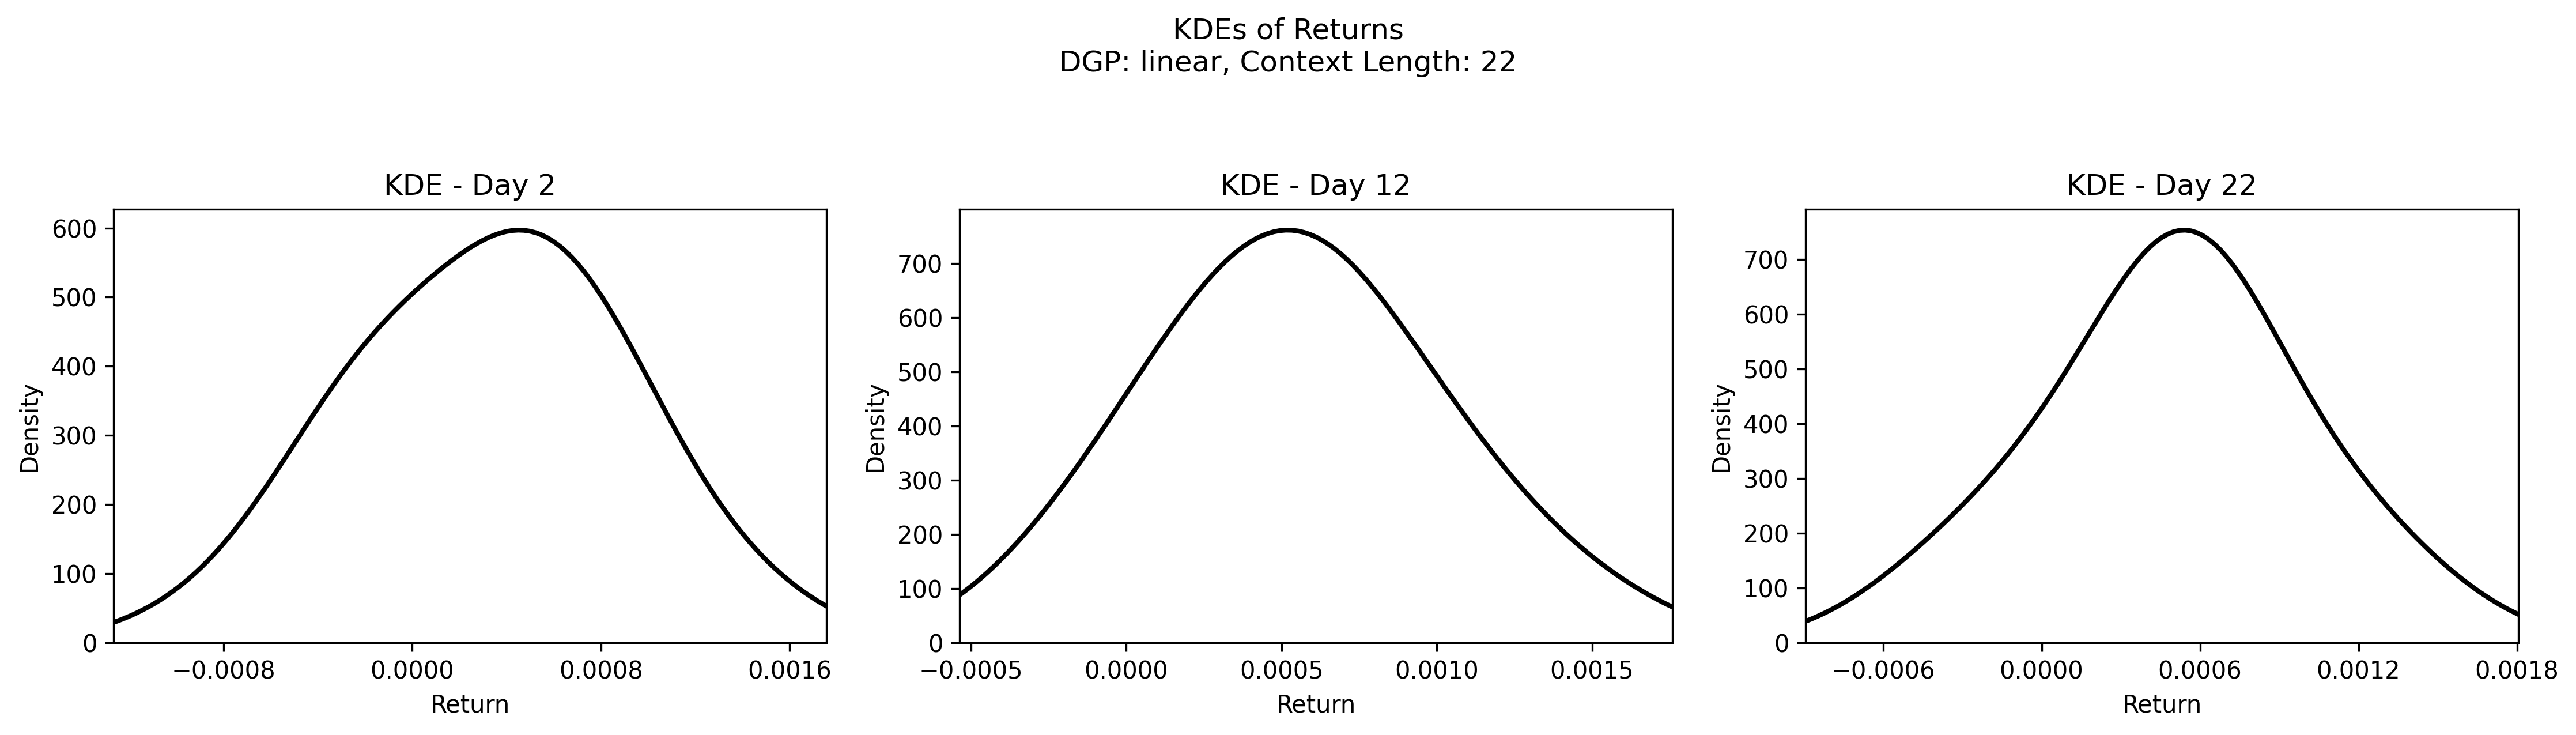 KDEs of Returns
DGP: linear, Context Length: 22
KDE - Day 2
600
500
400
300
200
100
0
Density
−0.0008 0.0000 0.0008 0.0016
Return
KDE - Day 12
700
600
500
400
300
200
100
0
Density
−0.0005 0.0000 0.0005 0.0010 0.0015
Return
KDE - Day 22
700
600
500
400
300
200
100
0
Density
−0.0006 0.0000 0.0006 0.0012 0.0018
Return